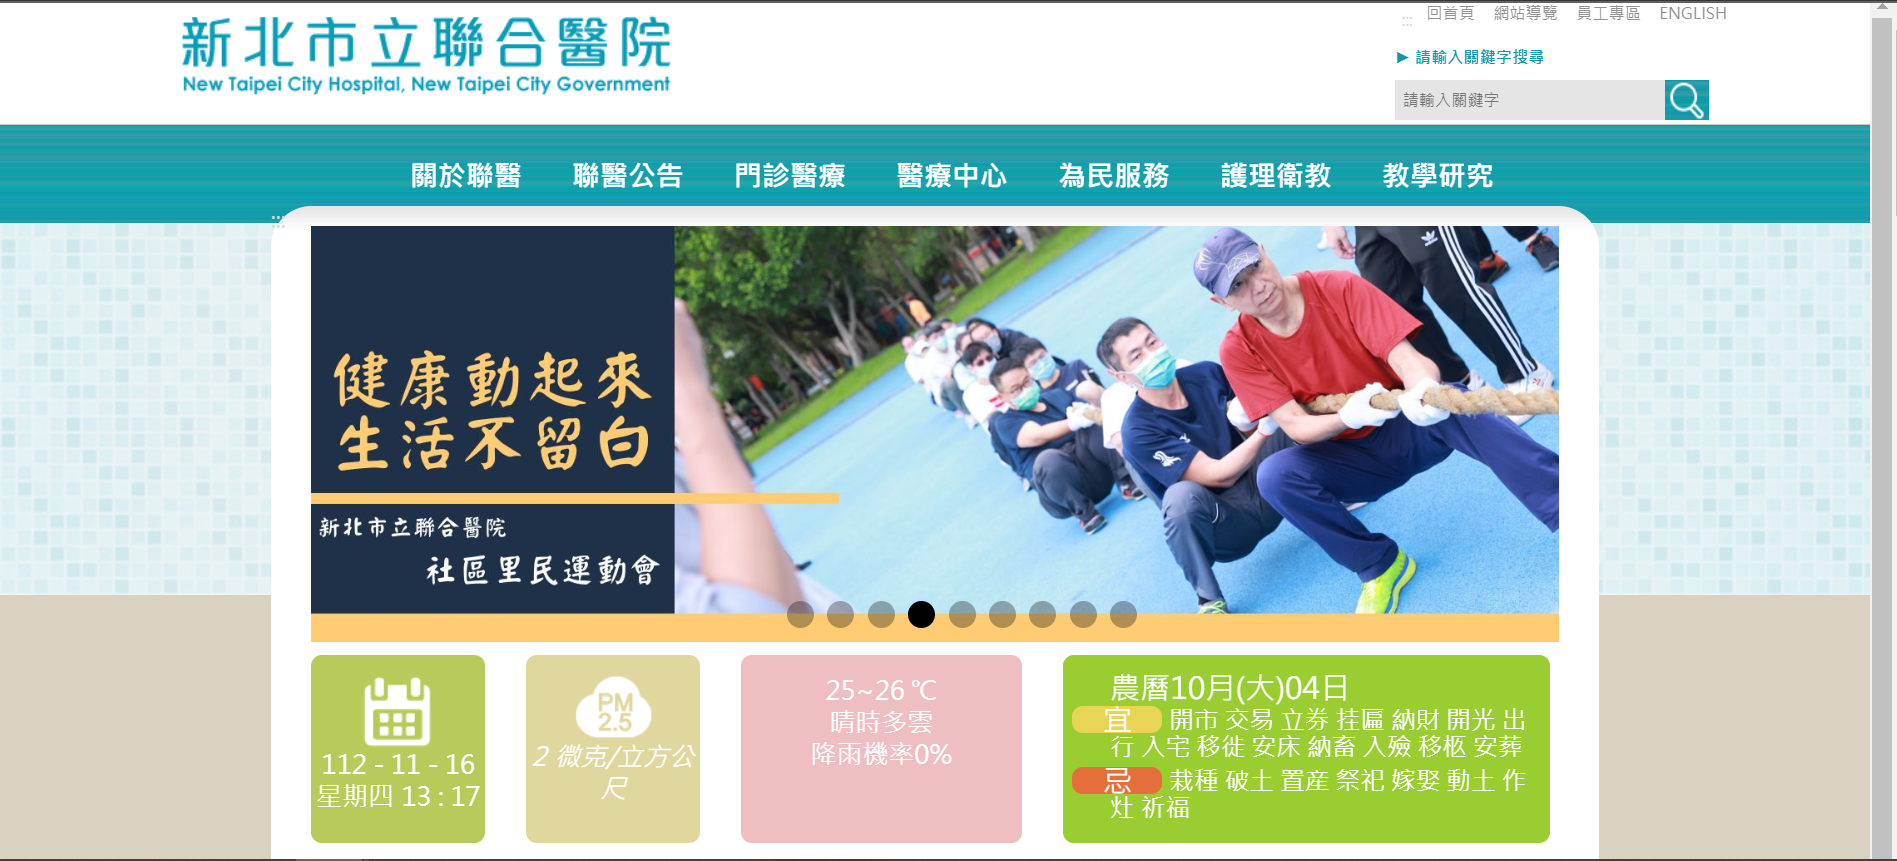 新北市立聯合醫院
New Taipei City Hospital, New Taipei City Government
:::
回首頁 網站導覽 員工專區 ENGLISH
► 請輸入關鍵字搜尋
請輸入關鍵字
關於聯醫 聯醫公告 門診醫療 醫療中心 為民服務 護理衛教 教學研究
:::
健康動起來
生活不留白
新北市立聯合醫院
社區里民運動會
112 - 11 - 16
星期四 13 : 17
PM
2.5
2 微克/立方公
尺
25~26 ℃
晴時多雲
降雨機率0%
農曆10月(大)04日
宜 開市 交易 立券 挂匾 納財 開光 出
行 入宅 移徙 安床 納畜 入殮 移柩 安葬
忌 栽種 破土 置産 祭祀 嫁娶 動土 作
灶 祈福